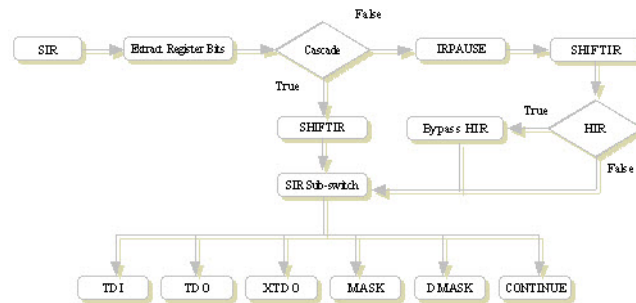 False
SIR
Extract Register Bits
Cascade
IRPAUSE
SHIFTIR
True
SHIFTIR
True
Bypass HIR
HIR
False
SIR Sub-switch
TDI
TDO
XTDO
MASK
DMASK
CONTINUE